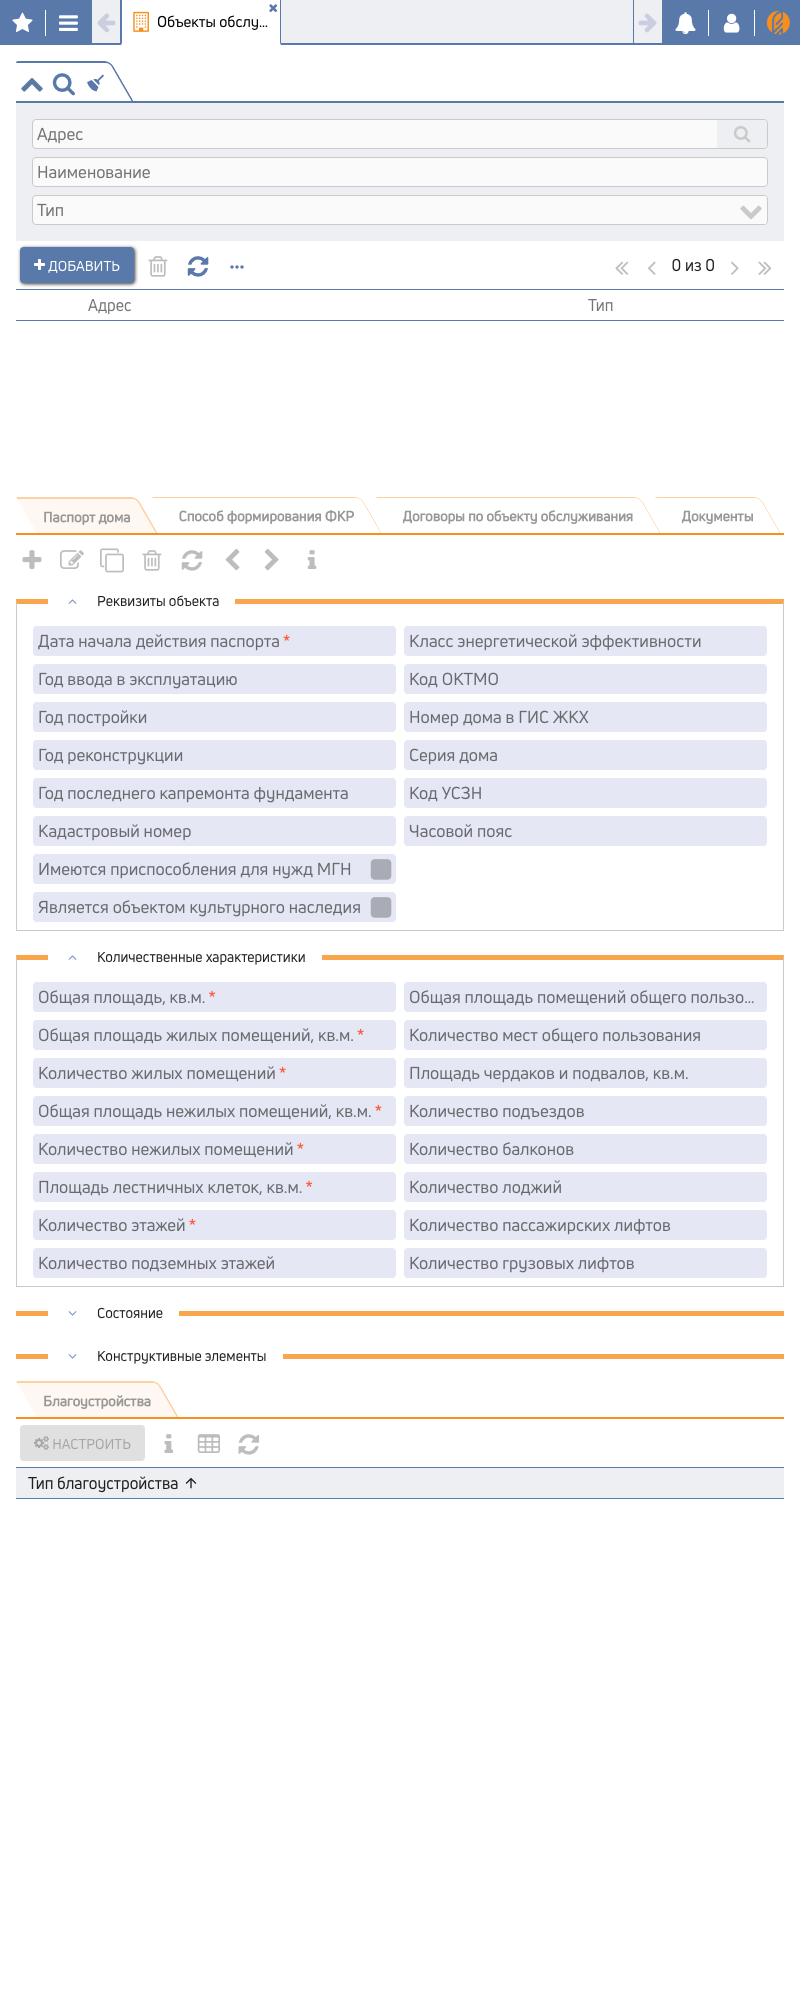 Объекты обслу...
Адрес
Наименование
Тип
ДОБАВИТЬ
0 из 0
Адрес Тип
Паспорт дома Способ формирования ФКР Договоры по объекту обслуживания Документы
Реквизиты объекта
Дата начала действия паспорта * Класс энергетической эффективности
Год ввода в эксплуатацию Код ОКТМО
Год постройки Номер дома в ГИС ЖКХ
Год реконструкции Серия дома
Год последнего капремонта фундамента Код УСЗН
Кадастровый номер Часовой пояс
Имеются приспособления для нужд МГН
Является объектом культурного наследия
Количественные характеристики
Общая площадь, кв.м. * Общая площадь помещений общего пользо...
Общая площадь жилых помещений, кв.м. * Количество мест общего пользования
Количество жилых помещений * Площадь чердаков и подвалов, кв.м.
Общая площадь нежилых помещений, кв.м. * Количество подъездов
Количество нежилых помещений * Количество балконов
Площадь лестничных клеток, кв.м. * Количество лоджий
Количество этажей * Количество пассажирских лифтов
Количество подземных этажей Количество грузовых лифтов
Состояние
Конструктивные элементы
Благоустройства
НАСТРОИТЬ
Тип благоустройства